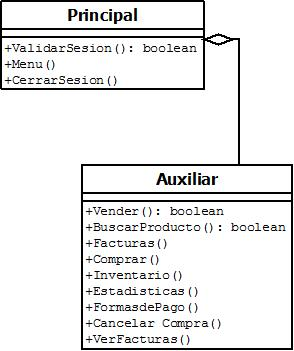 Principal
+ValidarSesion(): boolean
+Menu()
+CerrarSesion()
Auxiliar
+Vender(): boolean
+BuscarProducto(): boolean
+Facturas()
+Comprar()
+Inventario()
+Estadisticas()
+FormasdePago()
+Cancelar Compra()
+VerFacturas()